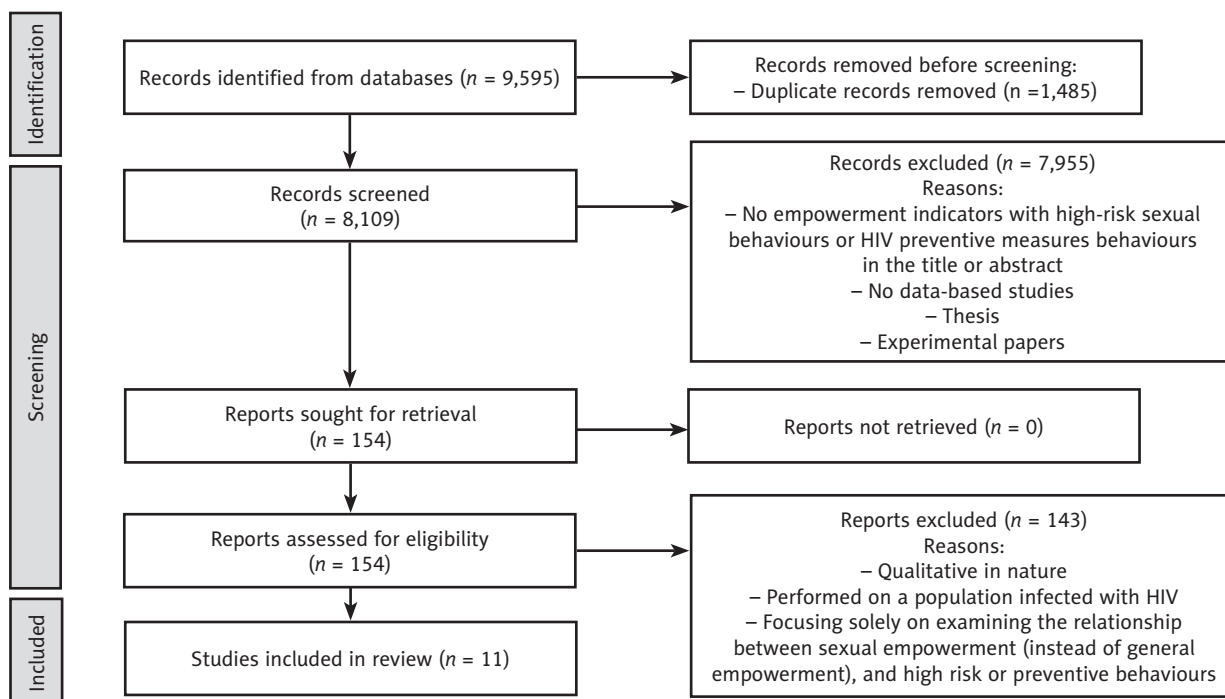 Identification
Records identified from databases (n = 9,595)
Records removed before screening:
– Duplicate records removed (n =1,485)
Screening
Records screened
(n = 8,109)
Records excluded (n = 7,955)
Reasons:
– No empowerment indicators with high-risk sexual
behaviours or HIV preventive measures behaviours
in the title or abstract
– No data-based studies
– Thesis
– Experimental papers
Reports sought for retrieval
(n = 154)
Reports not retrieved (n = 0)
Reports assessed for eligibility
(n = 154)
Reports excluded (n = 143)
Reasons:
– Qualitative in nature
– Performed on a population infected with HIV
– Focusing solely on examining the relationship
between sexual empowerment (instead of general
empowerment), and high risk or preventive behaviours
Included
Studies included in review (n = 11)